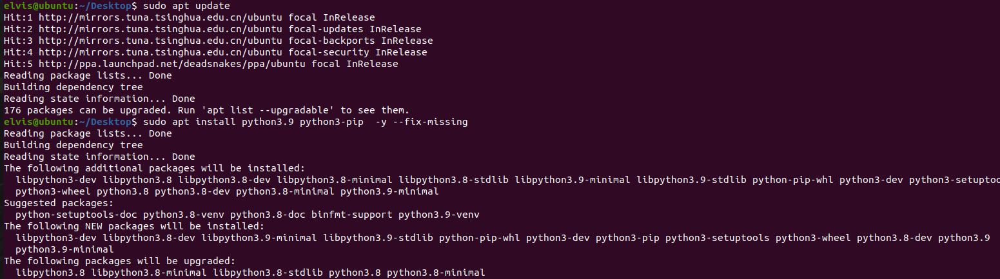 elvis@ubuntu:~/Desktop$ sudo apt update
Hit:1 http://mirrors.tuna.tsinghua.edu.cn/ubuntu focal InRelease
Hit:2 http://mirrors.tuna.tsinghua.edu.cn/ubuntu focal-updates InRelease
Hit:3 http://mirrors.tuna.tsinghua.edu.cn/ubuntu focal-backports InRelease
Hit:4 http://mirrors.tuna.tsinghua.edu.cn/ubuntu focal-security InRelease
Hit:5 http://ppa.launchpad.net/deadsnakes/ppa/ubuntu focal InRelease
Reading package lists... Done
Building dependency tree
Reading state information... Done
176 packages can be upgraded. Run 'apt list --upgradable' to see them.
elvis@ubuntu:~/Desktop$ sudo apt install python3.9 python3-pip  -y --fix-missing
Reading package lists... Done
Building dependency tree
Reading state information... Done
The following additional packages will be installed:
  libpython3-dev libpython3.8 libpython3.8-dev libpython3.8-minimal libpython3.8-stdlib libpython3.9-minimal libpython3.9-stdlib python-pip-whl python3-dev python3-setuptoo
  python3-wheel python3.8 python3.8-dev python3.8-minimal python3.9-minimal
Suggested packages:
  python-setuptools-doc python3.8-venv python3.8-doc binfmt-support python3.9-venv
The following NEW packages will be installed:
  libpython3-dev libpython3.8-dev libpython3.9-minimal libpython3.9-stdlib python-pip-whl python3-dev python3-pip python3-setuptools python3-wheel python3.8-dev python3.9
  python3.9-minimal
The following packages will be upgraded:
  libpython3.8 libpython3.8-minimal libpython3.8-stdlib python3.8 python3.8-minimal